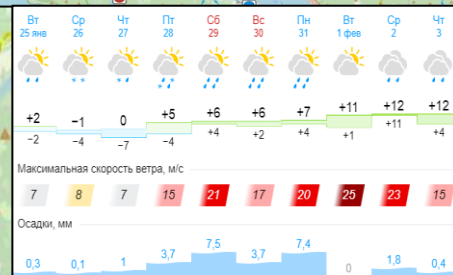 Вт Ср Чт Пт Сб Вс Пн Вт Ср Чт
25 янв 26 27 28 29 30 31 1 фев 2 3
+2 −1 0 +5 +6 +6 +7 +11 +12 +12
−2 −4 −7 −4 +4 +2 +4 +1 +11 +4
Максимальная скорость ветра, м/с
7 8 7 15 21 17 20 25 23 15
Осадки, мм
0,3 0,1 1 3,7 7,5 3,7 7,4 0 1,8 0,4